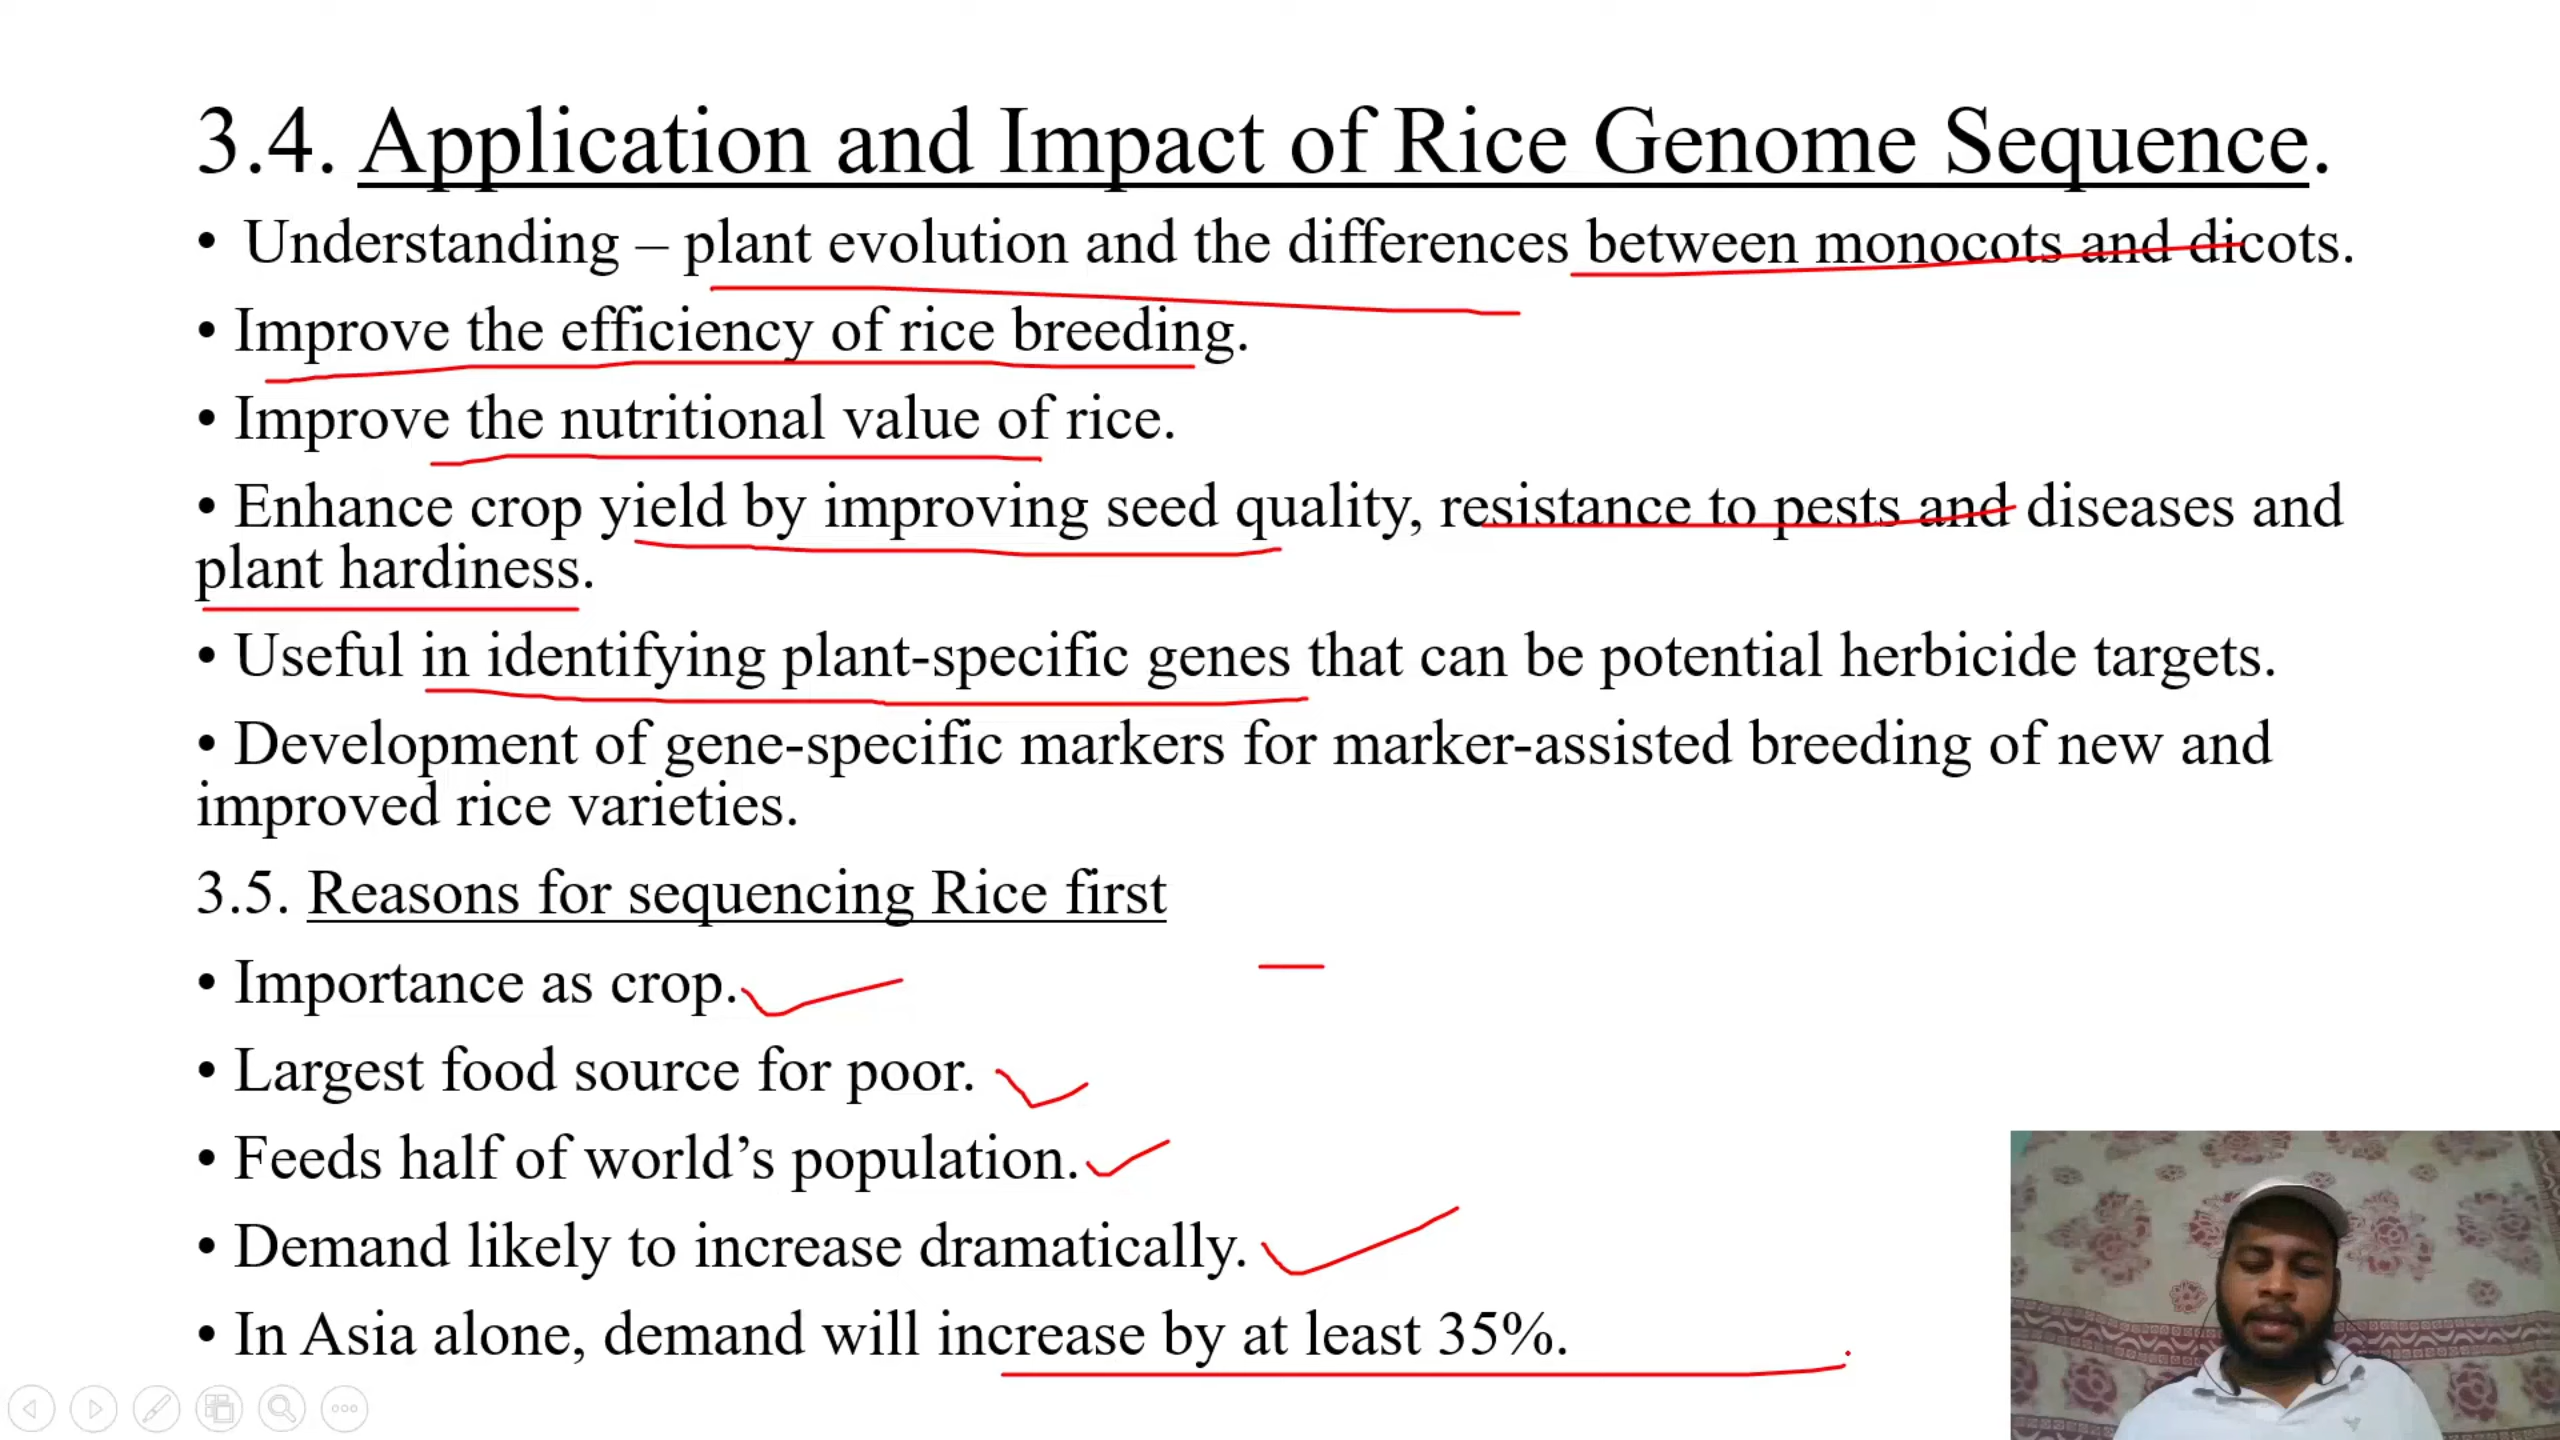 3.4. Application and Impact of Rice Genome Sequence.
• Understanding – plant evolution and the differences between monocots and dicots.
• Improve the efficiency of rice breeding.
• Improve the nutritional value of rice.
• Enhance crop yield by improving seed quality, resistance to pests and diseases and
plant hardiness.
• Useful in identifying plant-specific genes that can be potential herbicide targets.
• Development of gene-specific markers for marker-assisted breeding of new and
improved rice varieties.
3.5. Reasons for sequencing Rice first
• Importance as crop.
• Largest food source for poor.
• Feeds half of world’s population.
• Demand likely to increase dramatically.
• In Asia alone, demand will increase by at least 35%.